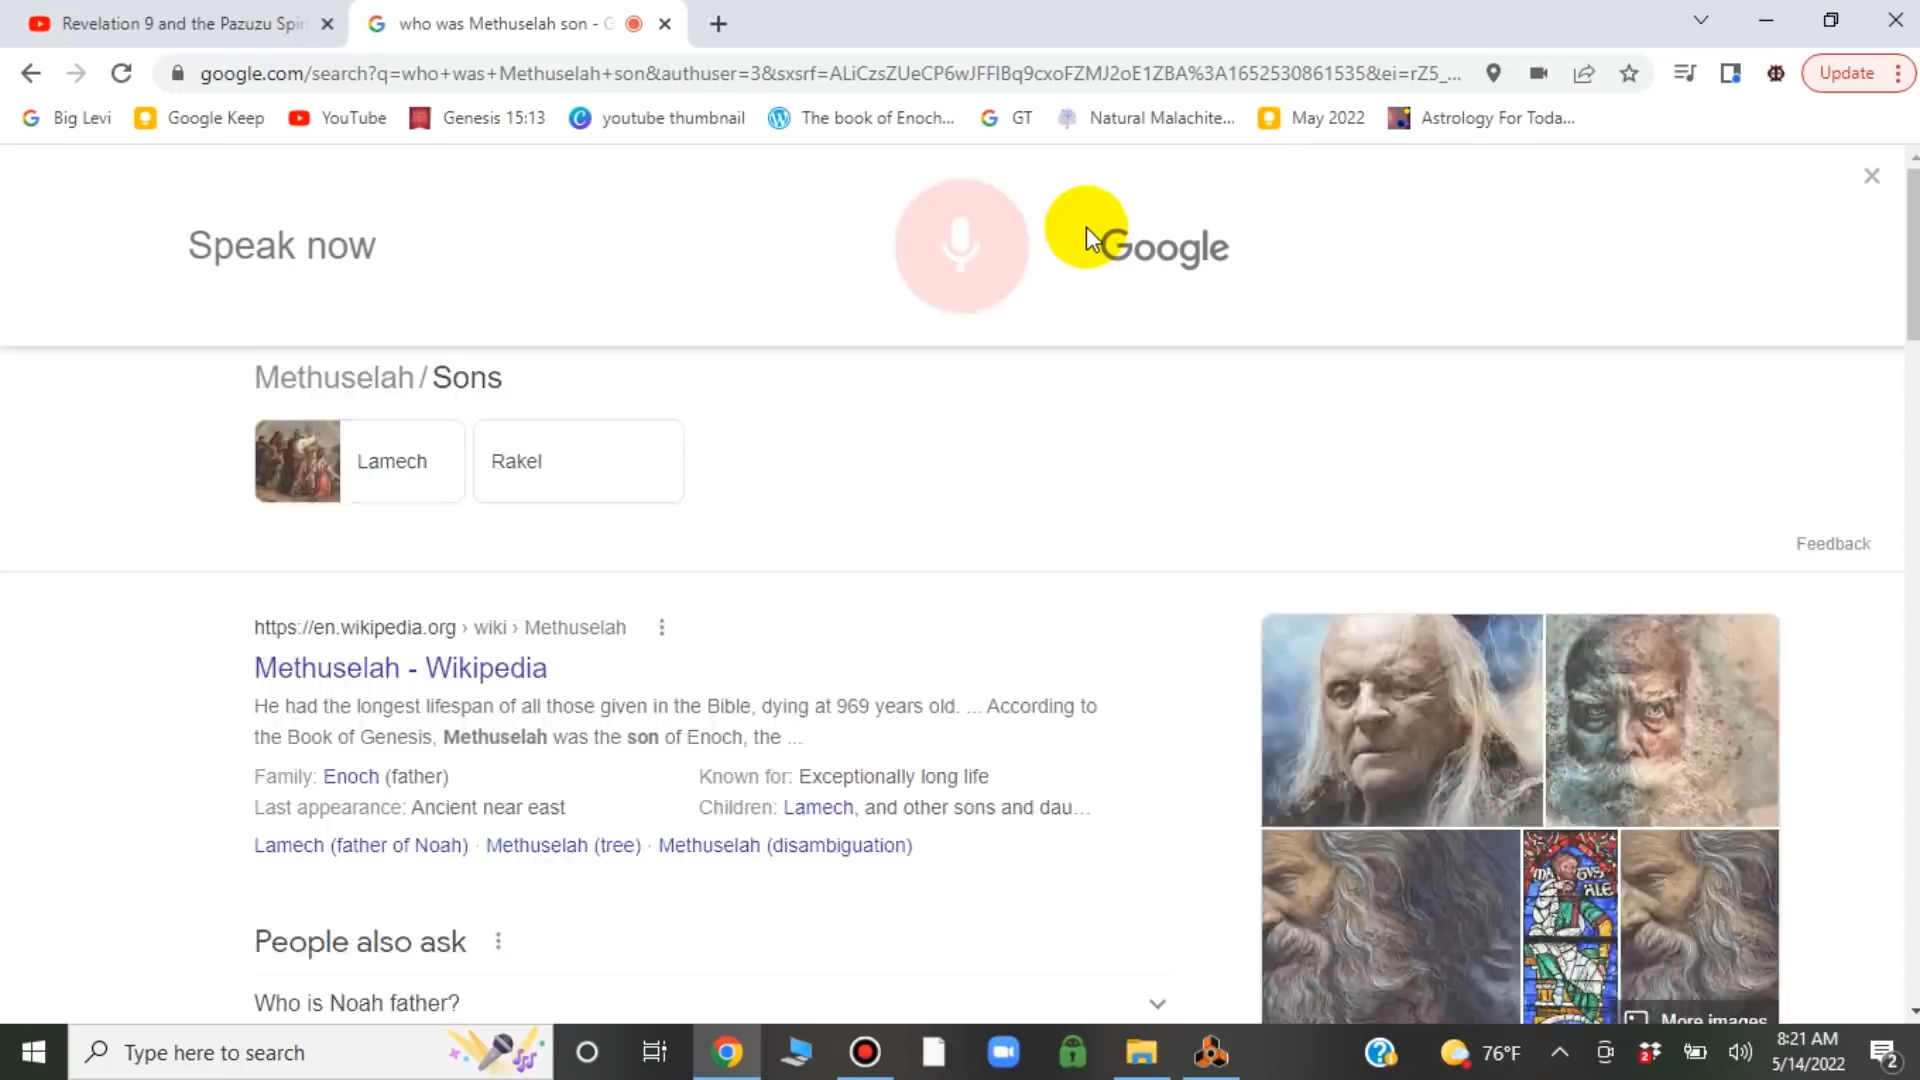 Revelation 9 and the Pazuzu Spir
who was Methuselah son - G
google.com/search?q=who+was+Methuselah+son&authuser=3&sxsrf=ALiCzsZUeCP6wJFFIBq9cxoFZMJ2oE1ZBA%3A1652530861535&ei=rZ5_...
Update
Big Levi
Google Keep
YouTube
Genesis 15:13
youtube thumbnail
The book of Enoch...
GT
Natural Malachite...
May 2022
Astrology For Toda...
Speak now
Google
Methuselah / Sons
Lamech
Rakel
Feedback
https://en.wikipedia.org › wiki › Methuselah
Methuselah - Wikipedia
He had the longest lifespan of all those given in the Bible, dying at 969 years old. ... According to
the Book of Genesis, Methuselah was the son of Enoch, the ...
Family: Enoch (father)
Known for: Exceptionally long life
Last appearance: Ancient near east
Children: Lamech, and other sons and dau...
Lamech (father of Noah) · Methuselah (tree) · Methuselah (disambiguation)
People also ask
Who is Noah father?
More images
Type here to search
76°F
8:21 AM
5/14/2022
2